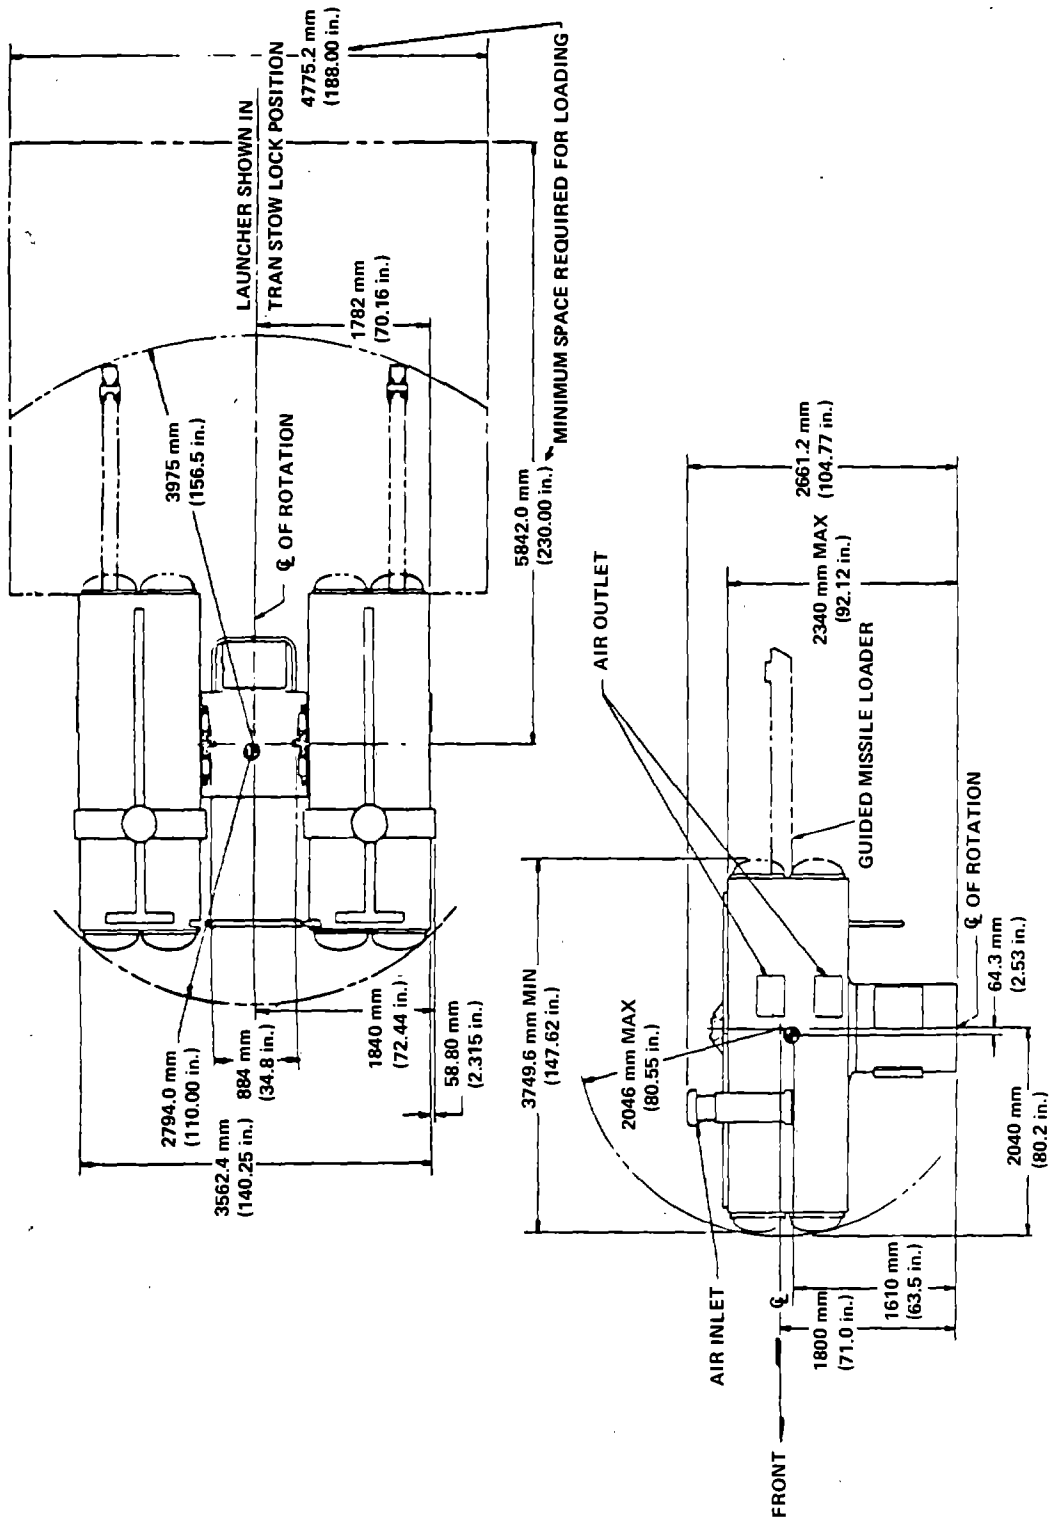 4775.2 mm
(188.00 in.)
LAUNCHER SHOWN IN
TRAN STOW LOCK POSITION
1782 mm
(70.16 in.)
3975 mm
(156.5 in.)
℄ OF ROTATION
5842.0 mm
(230.00 in.)
MINIMUM SPACE REQUIRED FOR LOADING
2794.0 mm
(110.00 in.)
3562.4 mm
(140.25 in.)
884 mm
(34.8 in.)
1840 mm
(72.44 in.)
58.80 mm
(2.315 in.)
2661.2 mm
(104.77 in.)
2340 mm MAX
(92.12 in.)
AIR OUTLET
GUIDED MISSILE LOADER
℄ OF ROTATION
64.3 mm
(2.53 in.)
3749.6 mm MIN
(147.62 in.)
2046 mm MAX
(80.55 in.)
2040 mm
(80.2 in.)
AIR INLET
℄
1610 mm
(63.5 in.)
1800 mm
(71.0 in.)
FRONT